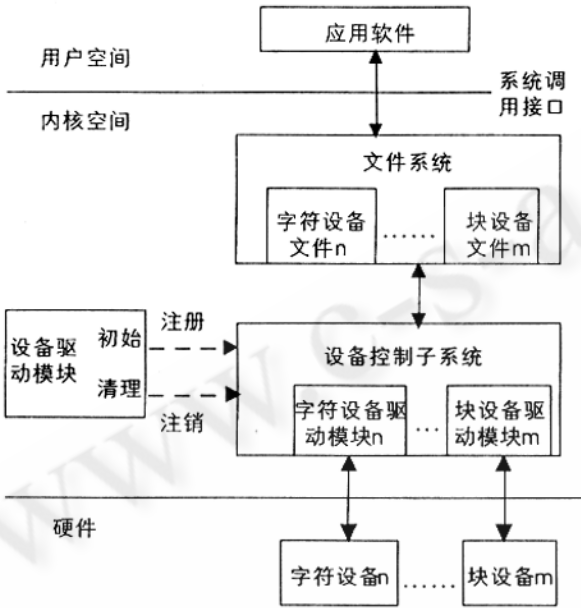 应用软件
用户空间
系统调
用接口
内核空间
文件系统
字符设备
文件n
......
块设备
文件m
设备驱
动模块
初始
清理
注册
注销
设备控制子系统
字符设备驱
动模块n
...
块设备驱
动模块m
硬件
字符设备n
......
块设备m
www.c-s-a